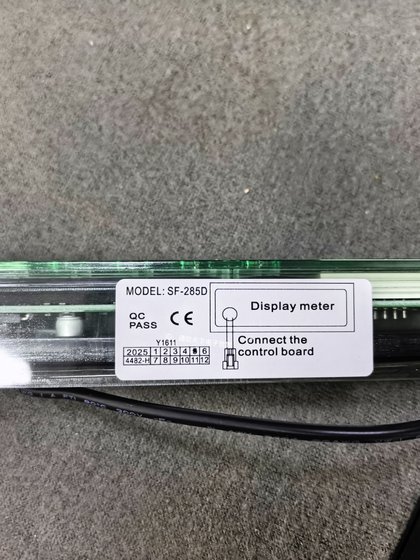 MODEL: SF-285D
Display meter
QC
PASS
CE
Connect the
control board
Y1611
2025 1 2 3 4 6
4482-H 7 8 9 10 11 12